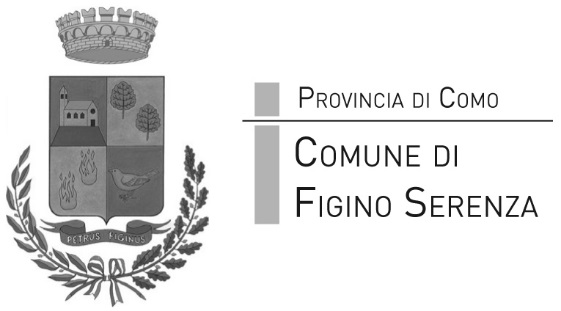 PROVINCIA DI COMO
COMUNE DI
FIGINO SERENZA
PETRUS FIGINUS